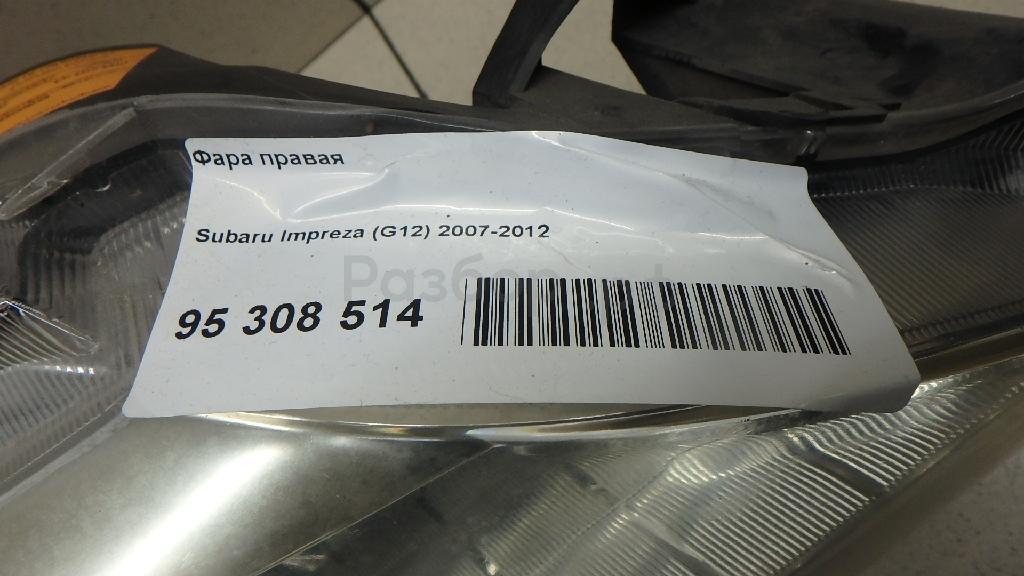 Фара правая
Subaru Impreza (G12) 2007-2012
95 308 514